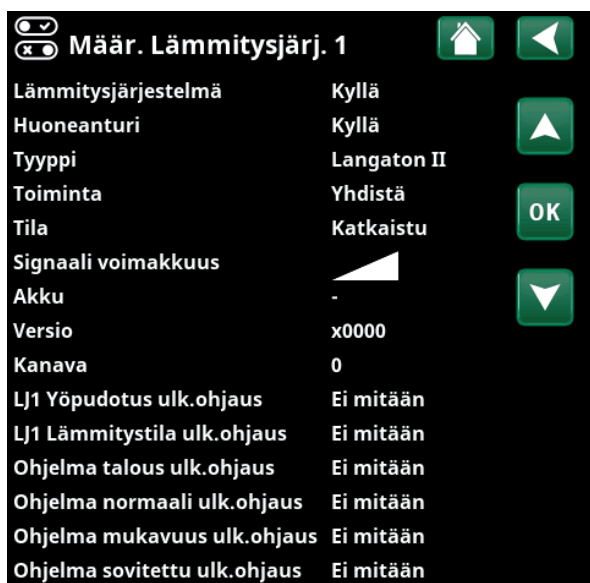 Määr. Lämmitysjärj. 1
Lämmitysjärjestelmä Kyllä
Huoneanturi Kyllä
Tyyppi Langaton II
Toiminta Yhdistä
Tila Katkaistu
OK
Signaali voimakkuus
Akku -
Versio x0000
Kanava 0
LJ1 Yöpudotus ulk.ohjaus Ei mitään
LJ1 Lämmitystila ulk.ohjaus Ei mitään
Ohjelma talous ulk.ohjaus Ei mitään
Ohjelma normaali ulk.ohjaus Ei mitään
Ohjelma mukavuus ulk.ohjaus Ei mitään
Ohjelma sovitettu ulk.ohjaus Ei mitään